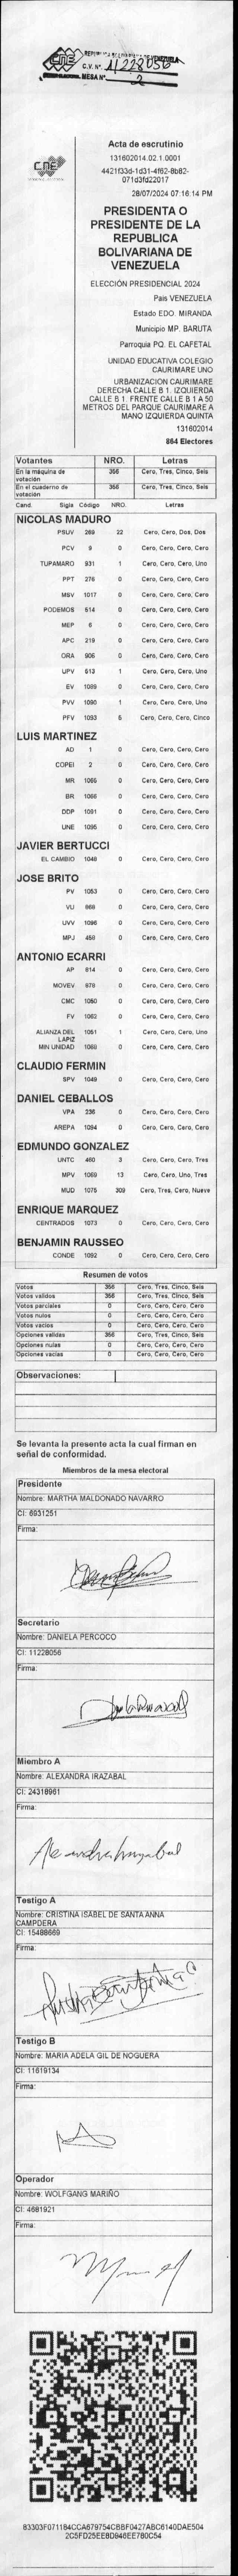 CNE
REPUBLICA BOLIVARIANA DE VENEZUELA
C.V. N°. 11228056
MESA N° 2
CNE
Acta de escrutinio
131602014.02.1.0001
4421f33d-1d31-4f62-8b82-
071d3fd22017
28/07/2024 07:16:14 PM
PRESIDENTA O
PRESIDENTE DE LA
REPUBLICA
BOLIVARIANA DE
VENEZUELA
ELECCIÓN PRESIDENCIAL 2024
Pais VENEZUELA
Estado EDO. MIRANDA
Municipio MP. BARUTA
Parroquia PQ. EL CAFETAL
UNIDAD EDUCATIVA COLEGIO
CAURIMARE UNO
URBANIZACION CAURIMARE
DERECHA CALLE B 1. IZQUIERDA
CALLE B 1. FRENTE CALLE B 1 A 50
METROS DEL PARQUE CAURIMARE A
MANO IZQUIERDA QUINTA
131602014
864 Electores
Votantes NRO. Letras
En la máquina de votación 356 Cero, Tres, Cinco, Seis
En el cuaderno de votación 356 Cero, Tres, Cinco, Seis
Cand. Sigla Código NRO. Letras
NICOLAS MADURO
PSUV 269 22 Cero, Cero, Dos, Dos
PCV 9 0 Cero, Cero, Cero, Cero
TUPAMARO 931 1 Cero, Cero, Cero, Uno
PPT 276 0 Cero, Cero, Cero, Cero
MSV 1017 0 Cero, Cero, Cero, Cero
PODEMOS 514 0 Cero, Cero, Cero, Cero
MEP 6 0 Cero, Cero, Cero, Cero
APC 219 0 Cero, Cero, Cero, Cero
ORA 906 0 Cero, Cero, Cero, Cero
UPV 513 1 Cero, Cero, Cero, Uno
EV 1089 0 Cero, Cero, Cero, Cero
PVV 1090 1 Cero, Cero, Cero, Uno
PFV 1093 5 Cero, Cero, Cero, Cinco
LUIS MARTINEZ
AD 1 0 Cero, Cero, Cero, Cero
COPEI 2 0 Cero, Cero, Cero, Cero
MR 1065 0 Cero, Cero, Cero, Cero
BR 1066 0 Cero, Cero, Cero, Cero
DDP 1091 0 Cero, Cero, Cero, Cero
UNE 1095 0 Cero, Cero, Cero, Cero
JAVIER BERTUCCI
EL CAMBIO 1048 0 Cero, Cero, Cero, Cero
JOSE BRITO
PV 1053 0 Cero, Cero, Cero, Cero
VU 868 0 Cero, Cero, Cero, Cero
UVV 1096 0 Cero, Cero, Cero, Cero
MPJ 458 0 Cero, Cero, Cero, Cero
ANTONIO ECARRI
AP 814 0 Cero, Cero, Cero, Cero
MOVEV 978 0 Cero, Cero, Cero, Cero
CMC 1050 0 Cero, Cero, Cero, Cero
FV 1002 0 Cero, Cero, Cero, Cero
ALIANZA DEL LAPIZ 1051 1 Cero, Cero, Cero, Uno
MIN UNIDAD 1068 0 Cero, Cero, Cero, Cero
CLAUDIO FERMIN
SPV 1049 0 Cero, Cero, Cero, Cero
DANIEL CEBALLOS
VPA 236 0 Cero, Cero, Cero, Cero
AREPA 1094 0 Cero, Cero, Cero, Cero
EDMUNDO GONZALEZ
UNTC 460 3 Cero, Cero, Cero, Tres
MPV 1069 13 Cero, Cero, Uno, Tres
MUD 1075 309 Cero, Tres, Cero, Nueve
ENRIQUE MARQUEZ
CENTRADOS 1073 0 Cero, Cero, Cero, Cero
BENJAMIN RAUSSEO
CONDE 1092 0 Cero, Cero, Cero, Cero
Resumen de votos
Votos 356 Cero, Tres, Cinco, Seis
Votos validos 356 Cero, Tres, Cinco, Seis
Votos parciales 0 Cero, Cero, Cero, Cero
Votos nulos 0 Cero, Cero, Cero, Cero
Votos vacios 0 Cero, Cero, Cero, Cero
Opciones validas 356 Cero, Tres, Cinco, Seis
Opciones nulas 0 Cero, Cero, Cero, Cero
Opciones vacias 0 Cero, Cero, Cero, Cero
Observaciones:
Se levanta la presente acta la cual firman en
señal de conformidad.
Miembros de la mesa electoral
Presidente
Nombre: MARTHA MALDONADO NAVARRO
CI: 6931251
Firma:
Secretario
Nombre: DANIELA PERCOCO
CI: 11228056
Firma:
Miembro A
Nombre: ALEXANDRA IRAZABAL
CI: 24318961
Firma:
Alexandra Irazabal
Testigo A
Nombre: CRISTINA ISABEL DE SANTA ANNA
CAMPDERA
CI: 15488669
Firma:
Testigo B
Nombre: MARIA ADELA GIL DE NOGUERA
CI: 11619134
Firma:
Operador
Nombre: WOLFGANG MARIÑO
CI: 4681921
Firma:
83303F071184CCA679754CBBF0427ABC6140DAE504
2C5FD25EE8D946EE780C54